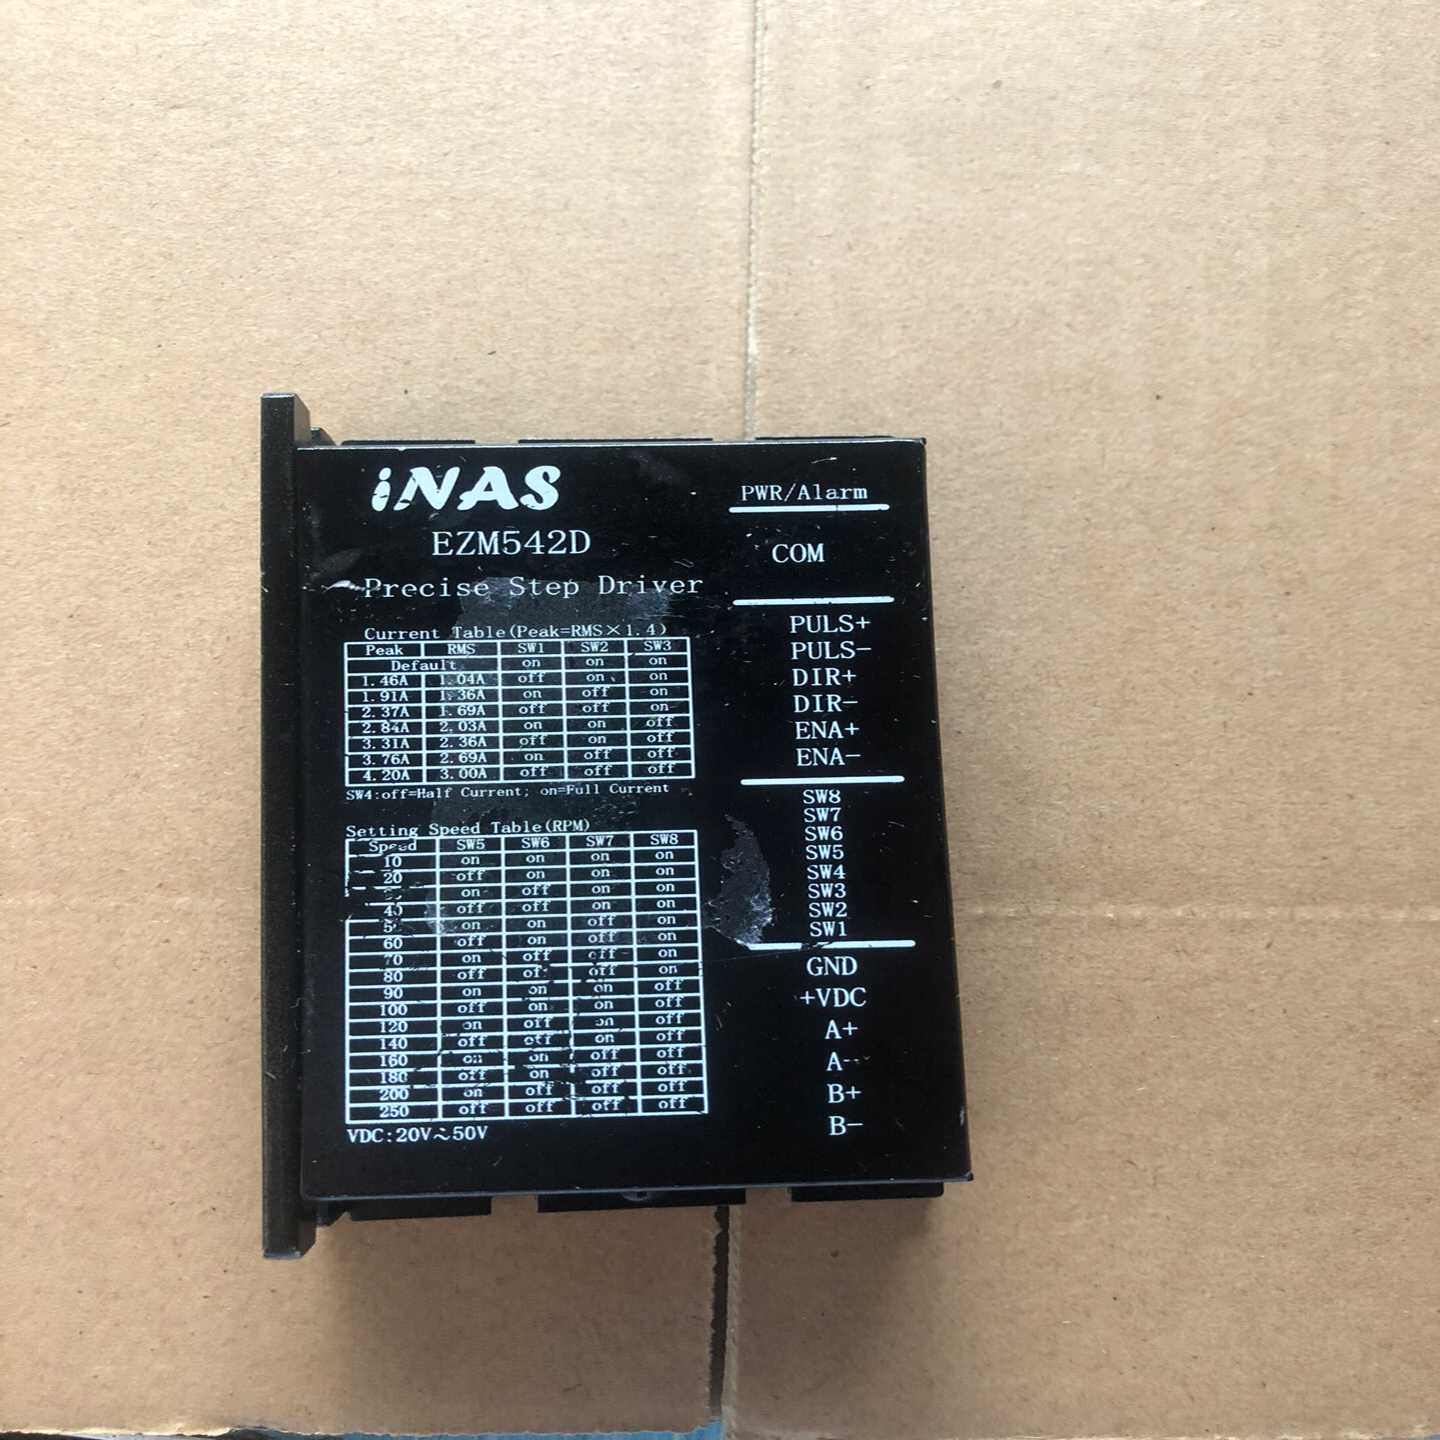 iNAS
EZM542D
Precise Step Driver
Current Table(Peak=RMS×1.4)
Peak RMS SW1 SW2 SW3
Default on on on
1.46A 1.04A off on on
1.91A 1.36A on off on
2.37A 1.69A off off on
2.84A 2.03A on on off
3.31A 2.36A off on off
3.76A 2.69A on off off
4.20A 3.00A off off off
SW4:off=Half Current; on=Full Current
Setting Speed Table(RPM)
Speed SW5 SW6 SW7 SW8
10 on on on on
20 off on on on
on off on on
40 off off on on
on on off on
60 off on off on
70 on off off on
80 off off off on
90 on on on off
100 off on on off
120 on off on off
140 off off on off
160 on on off off
180 off on off off
200 on off off off
250 off off off off
VDC:20V~50V
PWR/Alarm
COM
PULS+
PULS-
DIR+
DIR-
ENA+
ENA-
SW8
SW7
SW6
SW5
SW4
SW3
SW2
SW1
GND
+VDC
A+
A-
B+
B-